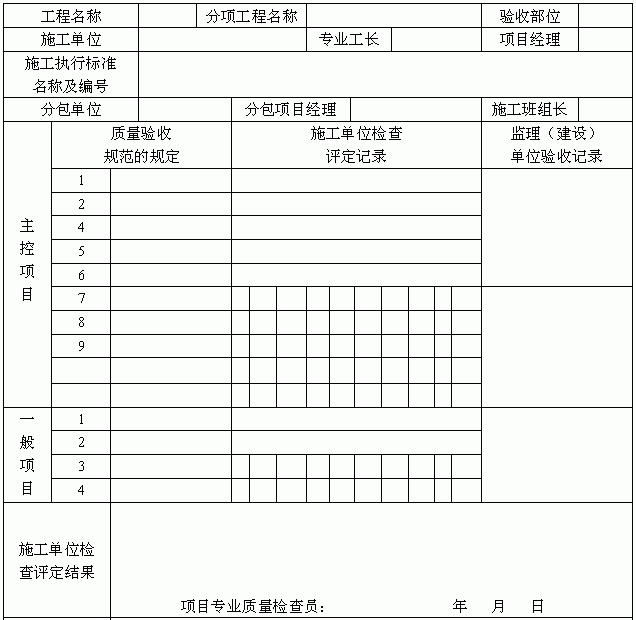 工程名称 分项工程名称 验收部位
施工单位 专业工长 项目经理
施工执行标准
名称及编号
分包单位 分包项目经理 施工班组长
质量验收 施工单位检查 监理（建设）
规范的规定 评定记录 单位验收记录
主控项目
1
2
4
5
6
7
8
9
一般项目
1
2
3
4
施工单位检
查评定结果
项目专业质量检查员： 年 月 日